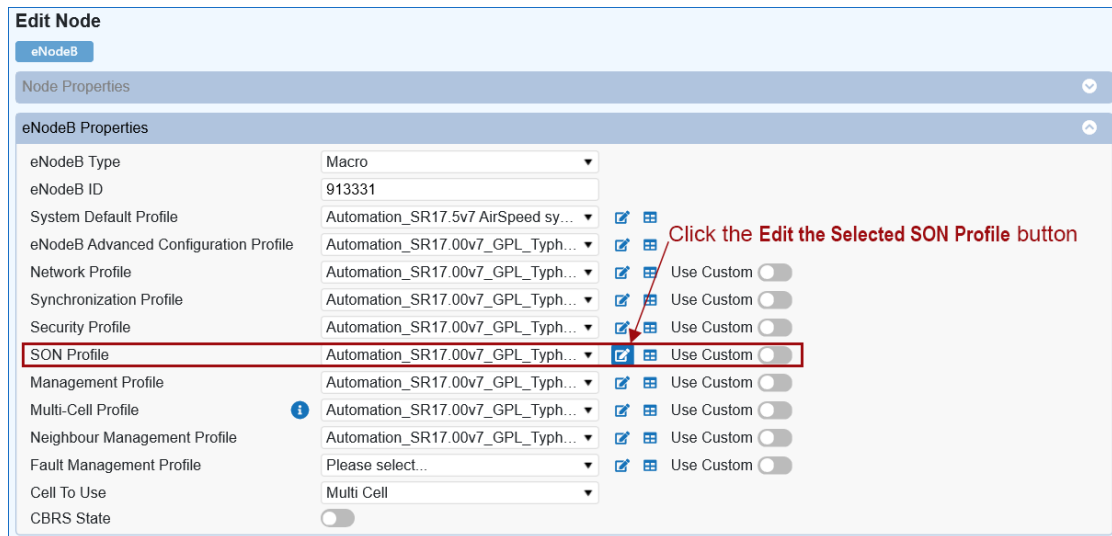 Edit Node
eNodeB
Node Properties
eNodeB Properties
eNodeB Type Macro
eNodeB ID 913331
System Default Profile Automation_SR17.5v7 AirSpeed sy...
Click the Edit the Selected SON Profile button
eNodeB Advanced Configuration Profile Automation_SR17.00v7_GPL_Typh...
Network Profile Automation_SR17.00v7_GPL_Typh... Use Custom
Synchronization Profile Automation_SR17.00v7_GPL_Typh... Use Custom
Security Profile Automation_SR17.00v7_GPL_Typh... Use Custom
SON Profile Automation_SR17.00v7_GPL_Typh... Use Custom
Management Profile Automation_SR17.00v7_GPL_Typh... Use Custom
Multi-Cell Profile i Automation_SR17.00v7_GPL_Typh... Use Custom
Neighbour Management Profile Automation_SR17.00v7_GPL_Typh... Use Custom
Fault Management Profile Please select... Use Custom
Cell To Use Multi Cell
CBRS State